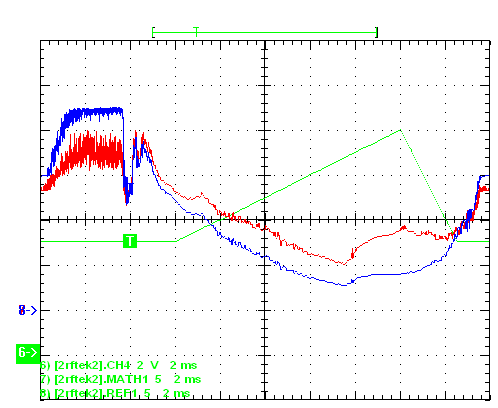 [ T ]
T
8->
6->
6) [2rftek2].CH4 2 V 2 ms
7) [2rftek2].MATH1 5 2 ms
8) [2rftek2].REF1 5 2 ms